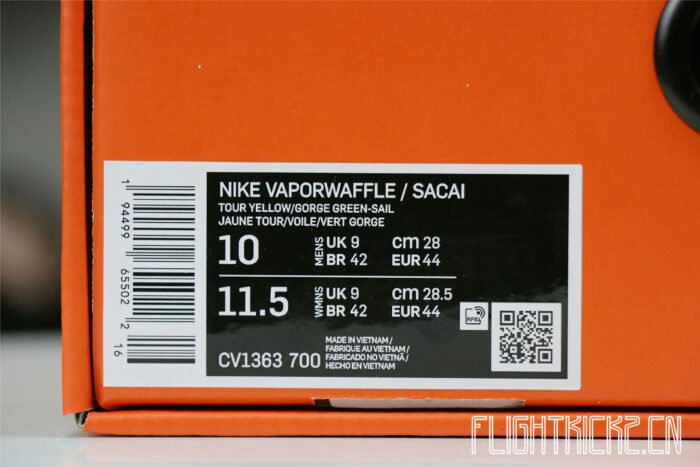 1 94499 65502 2 16
NIKE VAPORWAFFLE / SACAI
TOUR YELLOW/GORGE GREEN-SAIL
JAUNE TOUR/VOILE/VERT GORGE
10 MENS UK 9 CM 28
BR 42 EUR 44
11.5 WMNS UK 9 CM 28.5
BR 42 EUR 44
RFID
CV1363 700
MADE IN VIETNAM /
FABRIQUE AU VIETNAM /
FABRICADO NO VIETNÃ /
HECHO EN VIETNAM
FLIGHTKICKZ.CN